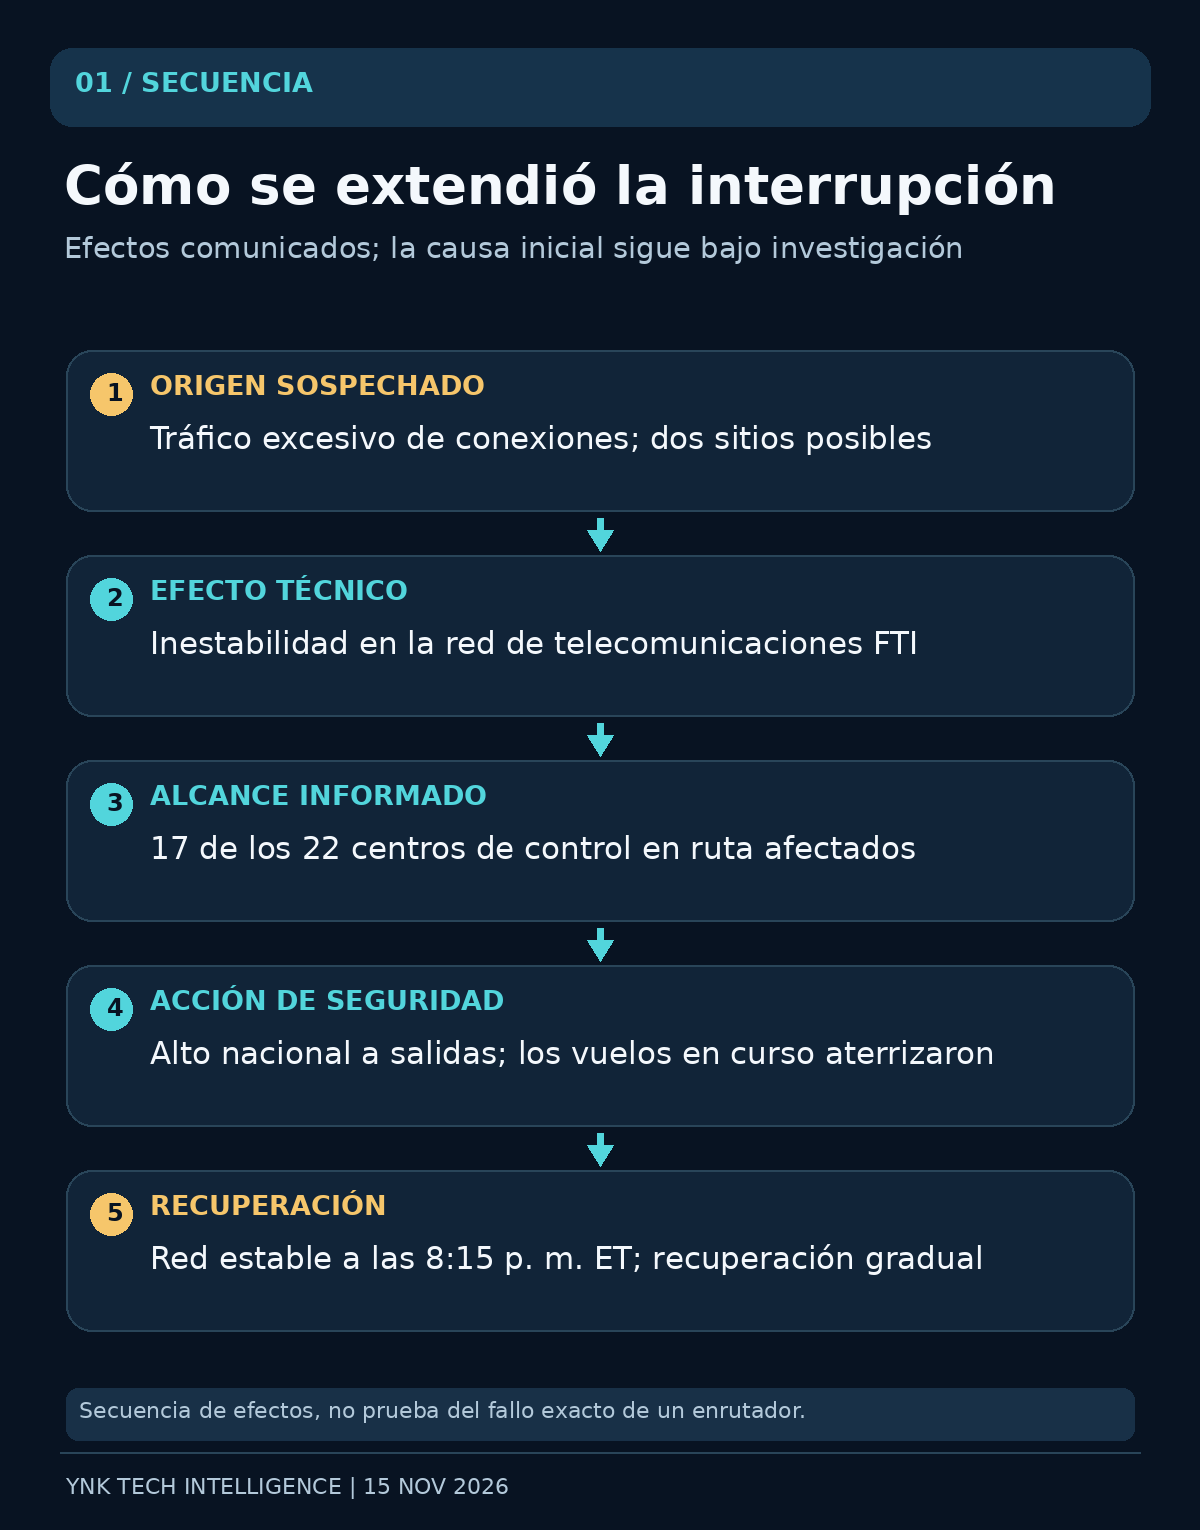 01 / SECUENCIA
Cómo se extendió la interrupción
Efectos comunicados; la causa inicial sigue bajo investigación
1
ORIGEN SOSPECHADO
Tráfico excesivo de conexiones; dos sitios posibles
2
EFECTO TÉCNICO
Inestabilidad en la red de telecomunicaciones FTI
3
ALCANCE INFORMADO
17 de los 22 centros de control en ruta afectados
4
ACCIÓN DE SEGURIDAD
Alto nacional a salidas; los vuelos en curso aterrizaron
5
RECUPERACIÓN
Red estable a las 8:15 p. m. ET; recuperación gradual
Secuencia de efectos, no prueba del fallo exacto de un enrutador.
YNK TECH INTELLIGENCE | 15 NOV 2026